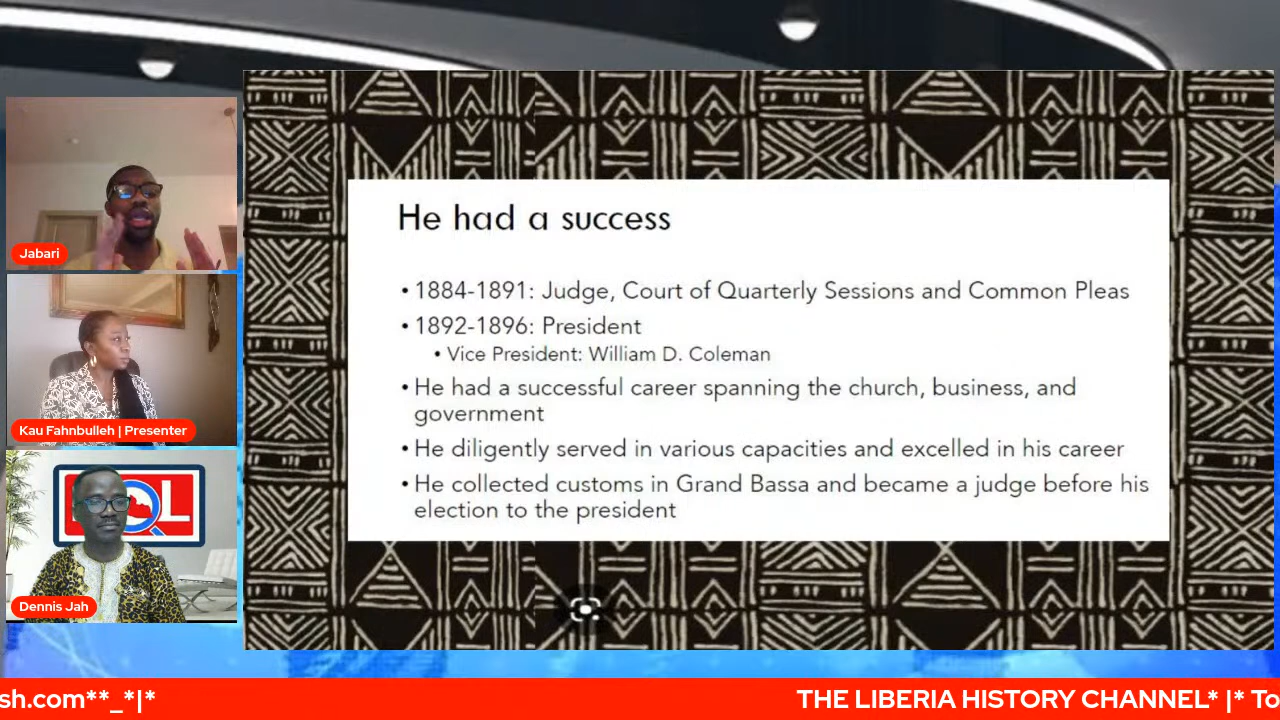 He had a success
• 1884-1891: Judge, Court of Quarterly Sessions and Common Pleas
• 1892-1896: President
• Vice President: William D. Coleman
• He had a successful career spanning the church, business, and
government
• He diligently served in various capacities and excelled in his career
• He collected customs in Grand Bassa and became a judge before his
election to the president
Jabari
Kau Fahnbulleh | Presenter
Dennis Jah
sh.com**_*|*
THE LIBERIA HISTORY CHANNEL* |* To